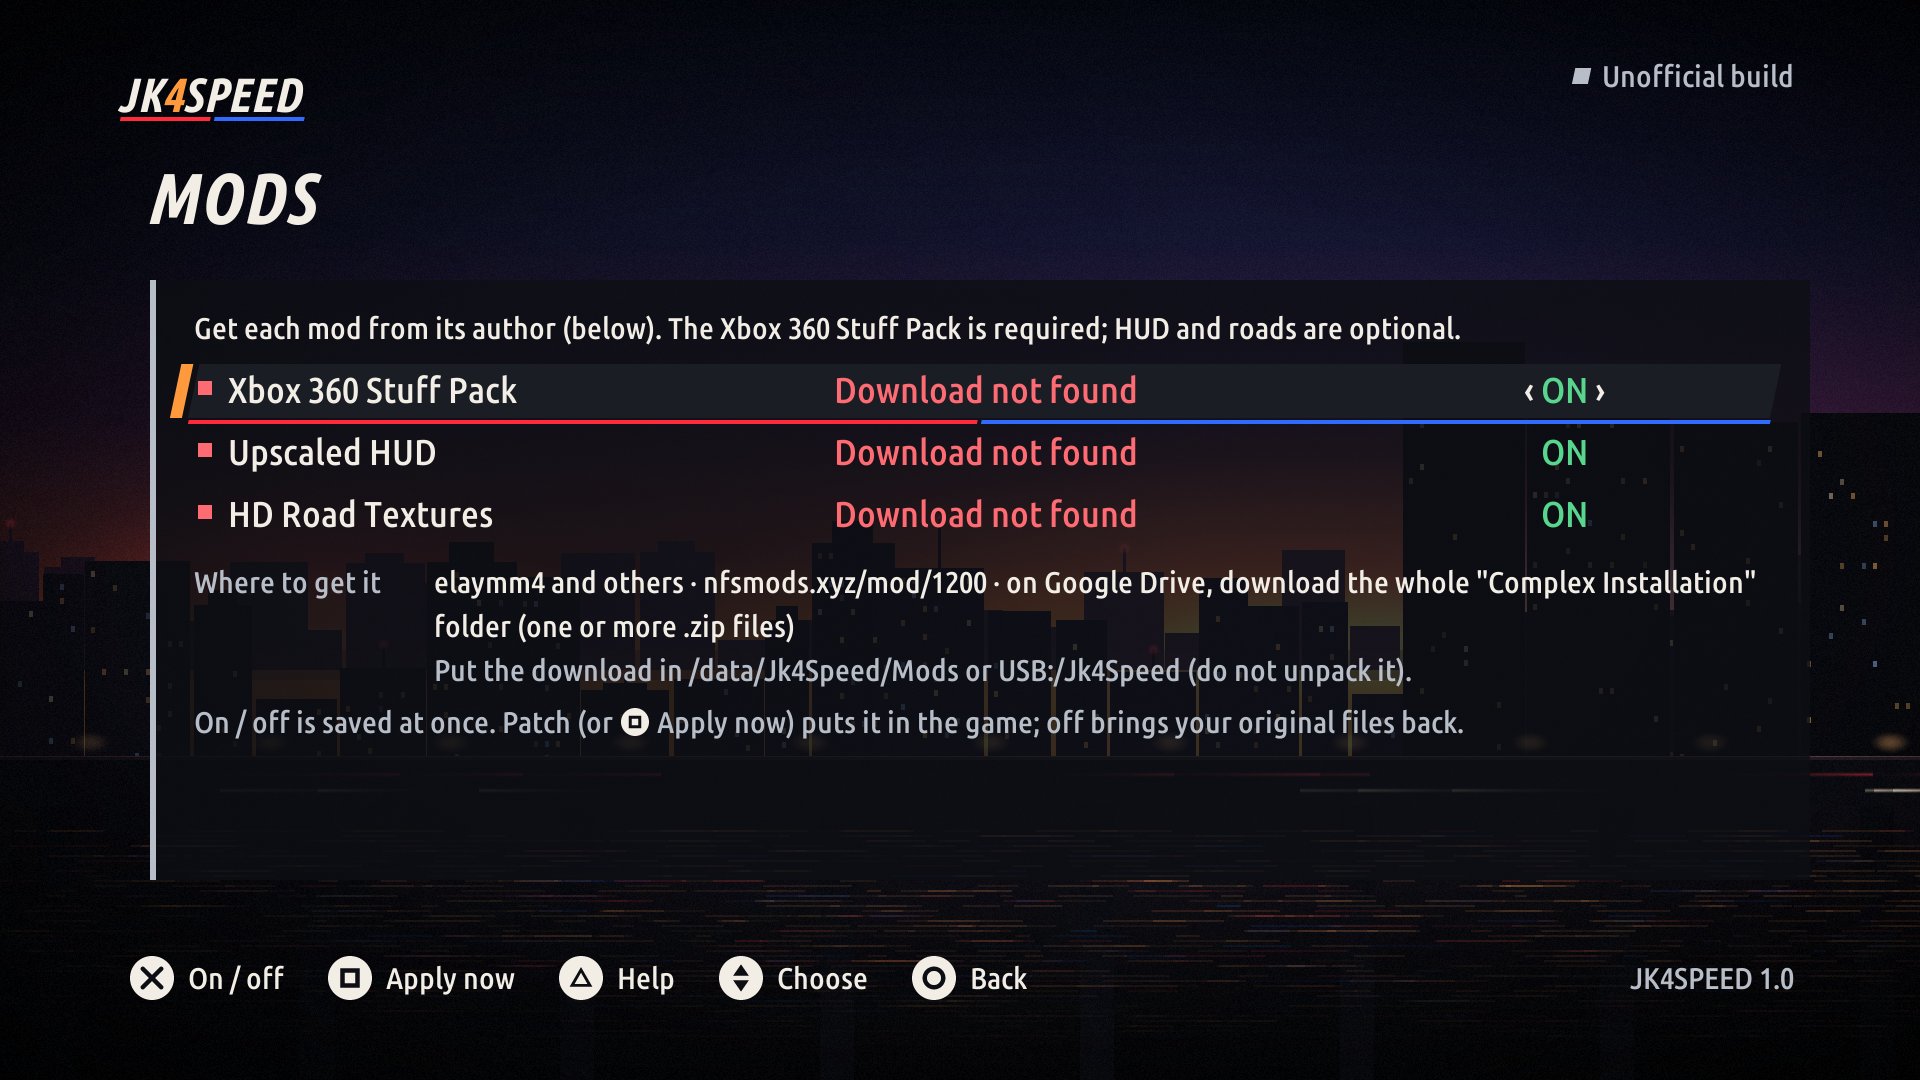 JK4SPEED
Unofficial build
MODS
Get each mod from its author (below). The Xbox 360 Stuff Pack is required; HUD and roads are optional.
Xbox 360 Stuff Pack Download not found ‹ ON ›
Upscaled HUD Download not found ON
HD Road Textures Download not found ON
Where to get it elaymm4 and others · nfsmods.xyz/mod/1200 · on Google Drive, download the whole "Complex Installation"
folder (one or more .zip files)
Put the download in /data/Jk4Speed/Mods or USB:/Jk4Speed (do not unpack it).
On / off is saved at once. Patch (or Apply now) puts it in the game; off brings your original files back.
On / off Apply now Help Choose Back JK4SPEED 1.0